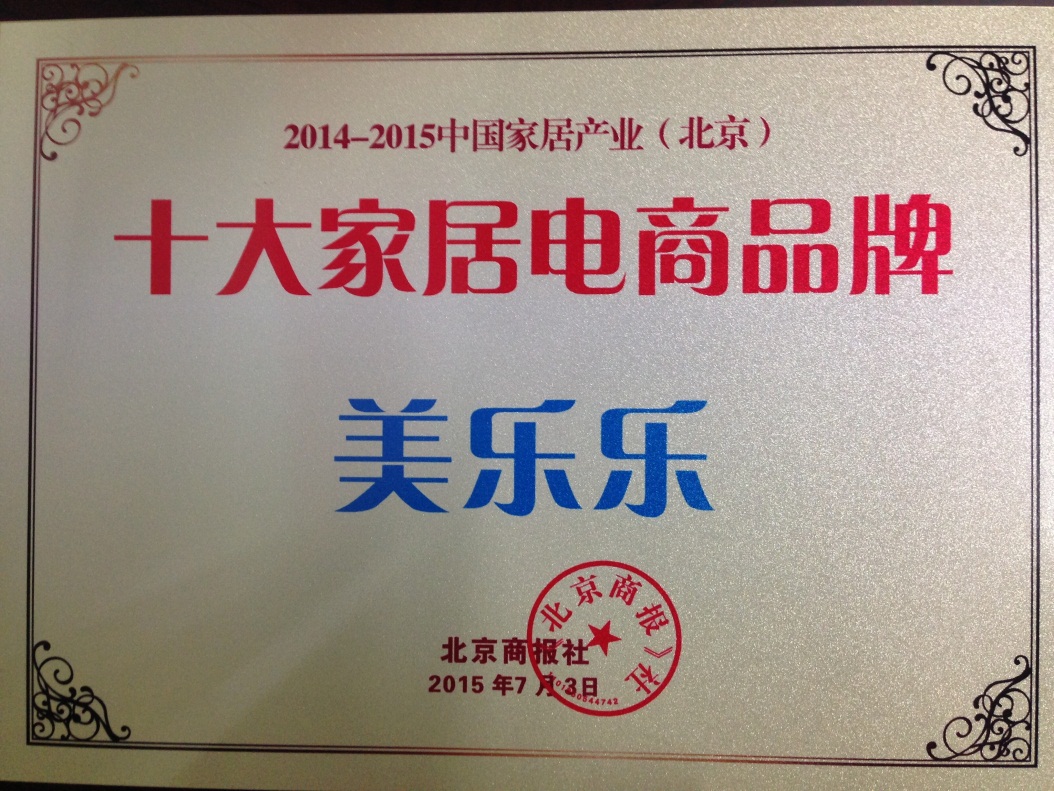 2014-2015中国家居产业（北京）
十大家居电商品牌
美乐乐
北京商报社
2015 年7 月3日
《北京商报》社